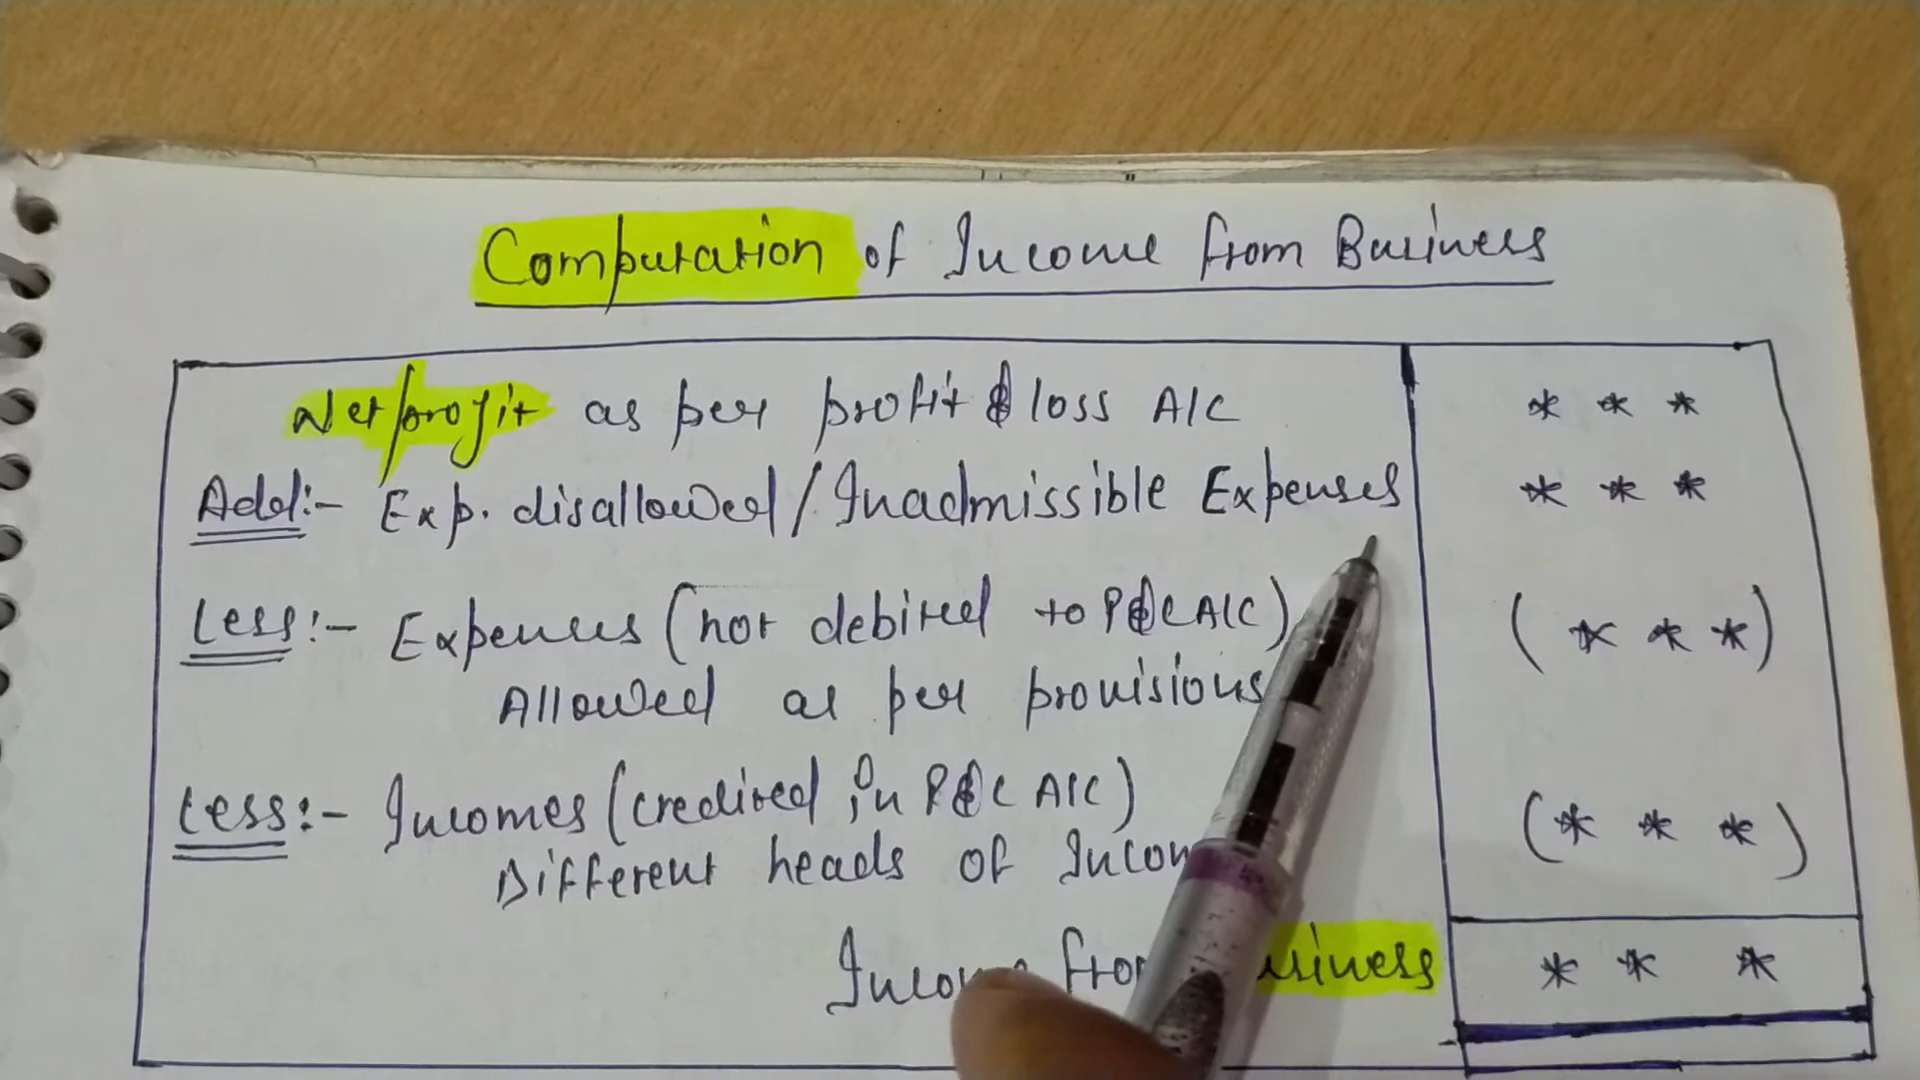 Computation of Income from Business
Net profit as per profit & loss A/C * * *
Add:- Exp. disallowed/Inadmissible Expenses * * *
Less:- Expenses (not debited to P&L A/C) (* * *)
Allowed as per provisions
Less:- Incomes (credited in P&L A/C) (* * *)
Different heads of
* * *